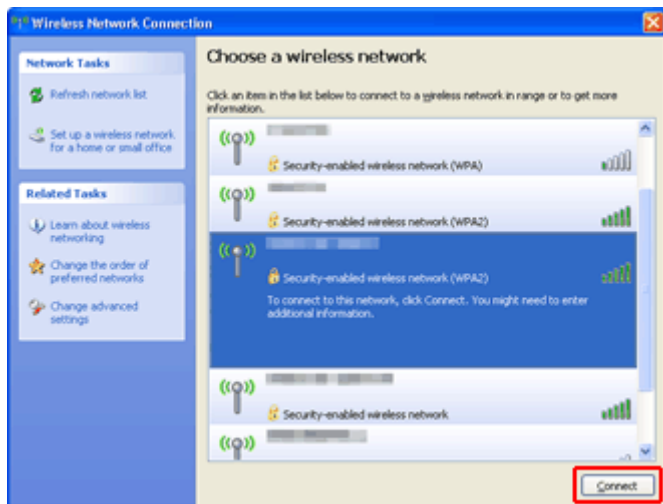 Wireless Network Connection
Network Tasks
Refresh network list
Set up a wireless network
for a home or small office
Related Tasks
Learn about wireless
networking
Change the order of
preferred networks
Change advanced
settings
Choose a wireless network
Click an item in the list below to connect to a wireless network in range or to get more
information.
Security-enabled wireless network (WPA)
Security-enabled wireless network (WPA2)
Security-enabled wireless network (WPA2)
To connect to this network, click Connect. You might need to enter
additional information.
Security-enabled wireless network
Connect